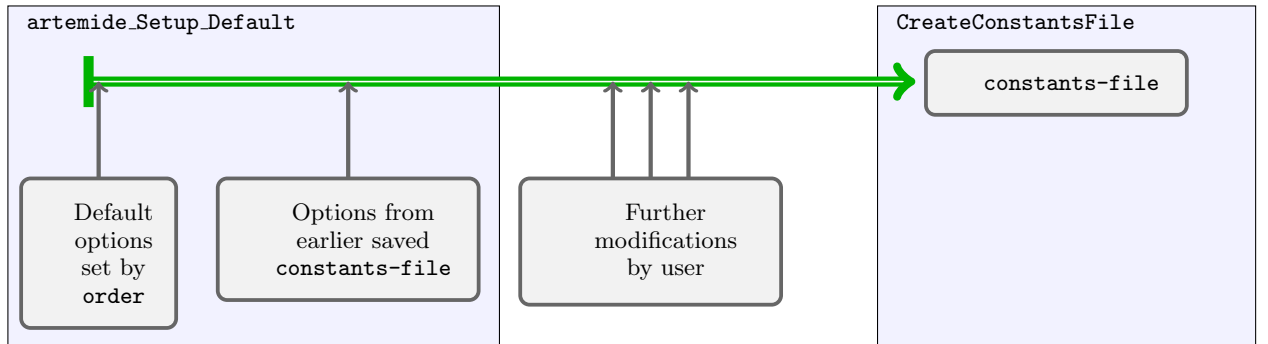 artemide_Setup_Default
CreateConstantsFile
constants-file
Default
options
set by
order
Options from
earlier saved
constants-file
Further
modifications
by user